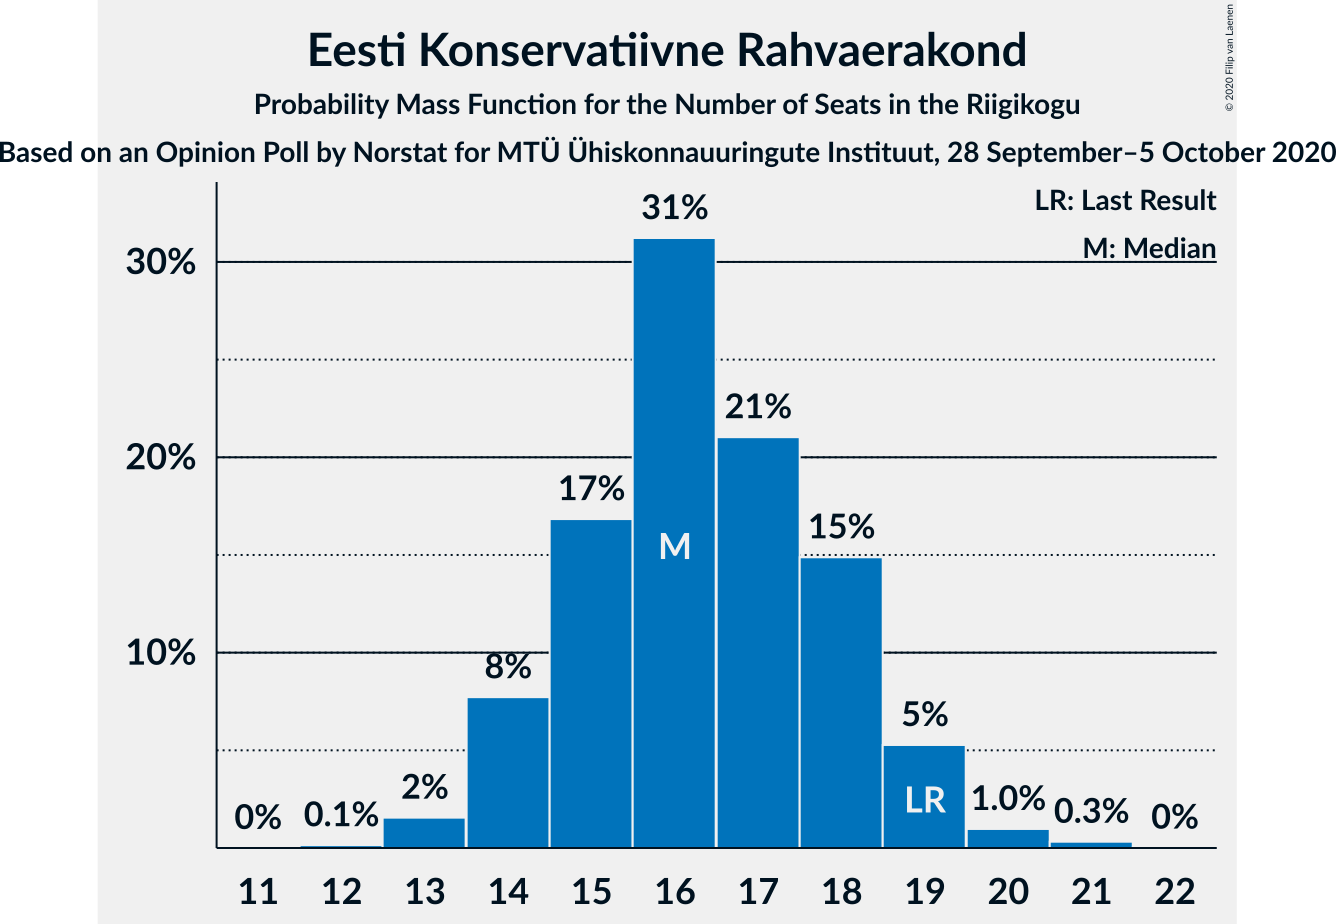 Eesti Konservatiivne Rahvaerakond
Probability Mass Function for the Number of Seats in the Riigikogu
Based on an Opinion Poll by Norstat for MTÜ Ühiskonnauuringute Instituut, 28 September–5 October 2020
© 2020 Filip van Laenen
LR: Last Result
M: Median
30%
20%
10%
0%
0.1%
2%
8%
17%
31%
21%
15%
5%
1.0%
0.3%
0%
M
LR
11 12 13 14 15 16 17 18 19 20 21 22